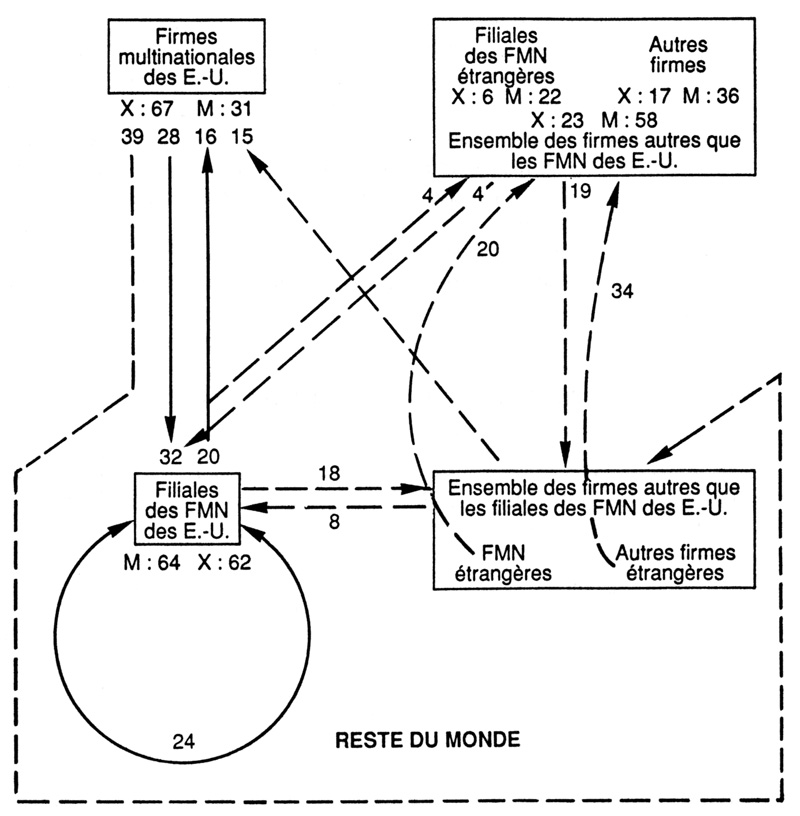 Firmes
multinationales
des E.-U.
X : 67 M : 31
39 28 16 15
Filiales
des FMN
étrangères
X : 6 M : 22
Autres
firmes
X : 17 M : 36
X : 23 M : 58
Ensemble des firmes autres que
les FMN des E.-U.
4
4
19
20
34
32 20
Filiales
des FMN
des E.-U.
M : 64 X : 62
18
8
Ensemble des firmes autres que
les filiales des FMN des E.-U.
FMN
étrangères
Autres firmes
étrangères
24
RESTE DU MONDE